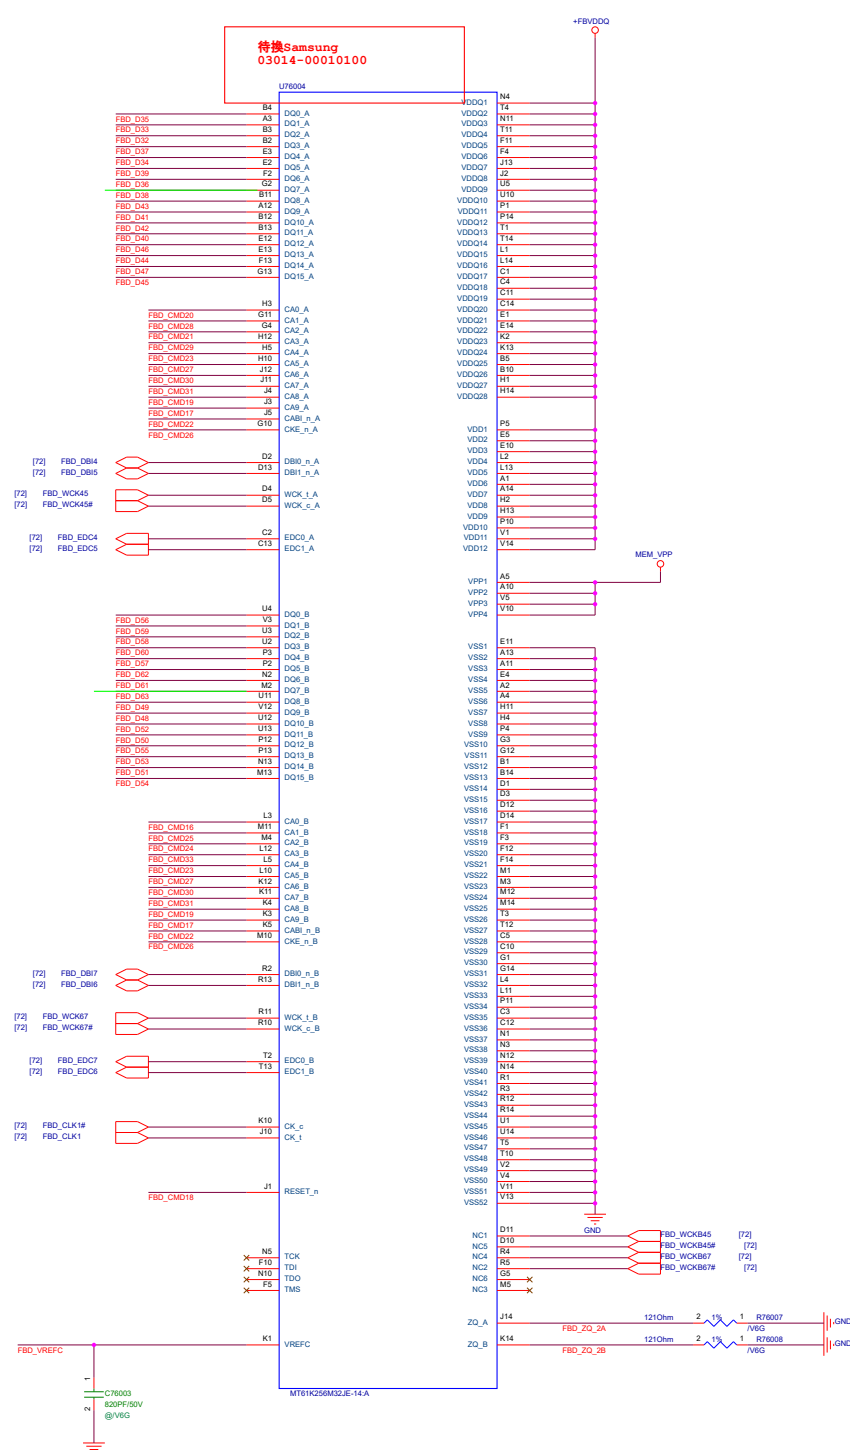 待換Samsung
03014-00010100
+FBVDDQ
U76004
FBD_D35 B4 DQ0_A
FBD_D33 A3 DQ1_A
FBD_D32 B3 DQ2_A
FBD_D37 B2 DQ3_A
FBD_D34 E3 DQ4_A
FBD_D39 E2 DQ5_A
FBD_D36 F2 DQ6_A
FBD_D38 G2 DQ7_A
FBD_D43 B11 DQ8_A
FBD_D41 A12 DQ9_A
FBD_D42 B12 DQ10_A
FBD_D40 B13 DQ11_A
FBD_D46 E12 DQ12_A
FBD_D44 E13 DQ13_A
FBD_D47 F13 DQ14_A
FBD_D45 G13 DQ15_A
FBD_CMD20 H3 CA0_A
FBD_CMD28 G11 CA1_A
FBD_CMD21 G4 CA2_A
FBD_CMD29 H12 CA3_A
FBD_CMD23 H5 CA4_A
FBD_CMD27 H10 CA5_A
FBD_CMD30 J12 CA6_A
FBD_CMD31 J11 CA7_A
FBD_CMD19 J4 CA8_A
FBD_CMD17 J3 CA9_A
FBD_CMD22 J5 CABI_n_A
FBD_CMD26 G10 CKE_n_A
[72] FBD_DBI4 D2 DBI0_n_A
[72] FBD_DBI5 D13 DBI1_n_A
[72] FBD_WCK45 D4 WCK_t_A
[72] FBD_WCK45# D5 WCK_c_A
[72] FBD_EDC4 C2 EDC0_A
[72] FBD_EDC5 C13 EDC1_A
FBD_D56 U4 DQ0_B
FBD_D59 V3 DQ1_B
FBD_D58 U3 DQ2_B
FBD_D60 U2 DQ3_B
FBD_D57 P3 DQ4_B
FBD_D62 P2 DQ5_B
FBD_D61 N2 DQ6_B
FBD_D63 M2 DQ7_B
FBD_D49 U11 DQ8_B
FBD_D48 V12 DQ9_B
FBD_D52 U12 DQ10_B
FBD_D50 U13 DQ11_B
FBD_D55 P12 DQ12_B
FBD_D53 P13 DQ13_B
FBD_D51 N13 DQ14_B
FBD_D54 M13 DQ15_B
FBD_CMD16 L3 CA0_B
FBD_CMD25 M11 CA1_B
FBD_CMD24 M4 CA2_B
FBD_CMD33 L12 CA3_B
FBD_CMD23 L5 CA4_B
FBD_CMD27 L10 CA5_B
FBD_CMD30 K12 CA6_B
FBD_CMD31 K11 CA7_B
FBD_CMD19 K4 CA8_B
FBD_CMD17 K3 CA9_B
FBD_CMD22 K5 CABI_n_B
FBD_CMD26 M10 CKE_n_B
[72] FBD_DBI7 R2 DBI0_n_B
[72] FBD_DBI6 R13 DBI1_n_B
[72] FBD_WCK67 R11 WCK_t_B
[72] FBD_WCK67# R10 WCK_c_B
[72] FBD_EDC7 T2 EDC0_B
[72] FBD_EDC6 T13 EDC1_B
[72] FBD_CLK1# K10 CK_c
[72] FBD_CLK1 J10 CK_t
FBD_CMD18 J1 RESET_n
N5 TCK
F10 TDI
N10 TDO
F5 TMS
FBD_VREFC K1 VREFC
1
C76003
820PF/50V
2
@/V6G
VDDQ1 N4
VDDQ2 T4
VDDQ3 N11
VDDQ4 T11
VDDQ5 F11
VDDQ6 F4
VDDQ7 J13
VDDQ8 J2
VDDQ9 U5
VDDQ10 U10
VDDQ11 P1
VDDQ12 P14
VDDQ13 T1
VDDQ14 T14
VDDQ15 L1
VDDQ16 L14
VDDQ17 C1
VDDQ18 C4
VDDQ19 C11
VDDQ20 C14
VDDQ21 E1
VDDQ22 E14
VDDQ23 K2
VDDQ24 K13
VDDQ25 B5
VDDQ26 B10
VDDQ27 H1
VDDQ28 H14
VDD1 P5
VDD2 E5
VDD3 E10
VDD4 L2
VDD5 L13
VDD6 A1
VDD7 A14
VDD8 H2
VDD9 H13
VDD10 P10
VDD11 V1
VDD12 V14
MEM_VPP
VPP1 A5
VPP2 A10
VPP3 V5
VPP4 V10
VSS1 E11
VSS2 A13
VSS3 A11
VSS4 E4
VSS5 A2
VSS6 A4
VSS7 H11
VSS8 H4
VSS9 P4
VSS10 G3
VSS11 G12
VSS12 B1
VSS13 B14
VSS14 D1
VSS15 D3
VSS16 D12
VSS17 D14
VSS18 F1
VSS19 F3
VSS20 F12
VSS21 F14
VSS22 M1
VSS23 M3
VSS24 M12
VSS25 M14
VSS26 T3
VSS27 T12
VSS28 C5
VSS29 C10
VSS30 G1
VSS31 G14
VSS32 L4
VSS33 L11
VSS34 P11
VSS35 C3
VSS36 C12
VSS37 N1
VSS38 N3
VSS39 N12
VSS40 N14
VSS41 R1
VSS42 R3
VSS43 R12
VSS44 R14
VSS45 U1
VSS46 U14
VSS47 T5
VSS48 T10
VSS49 V2
VSS50 V4
VSS51 V11
VSS52 V13
GND
NC1 D11 FBD_WCKB45 [72]
NC5 D10 FBD_WCKB45# [72]
NC4 R4 FBD_WCKB67 [72]
NC2 R5 FBD_WCKB67# [72]
NC6 G5
NC3 M5
ZQ_A J14 FBD_ZQ_2A 121Ohm 2 1% 1 R76007 /V6G GND
ZQ_B K14 FBD_ZQ_2B 121Ohm 2 1% 1 R76008 /V6G GND
MT61K256M32JE-14:A